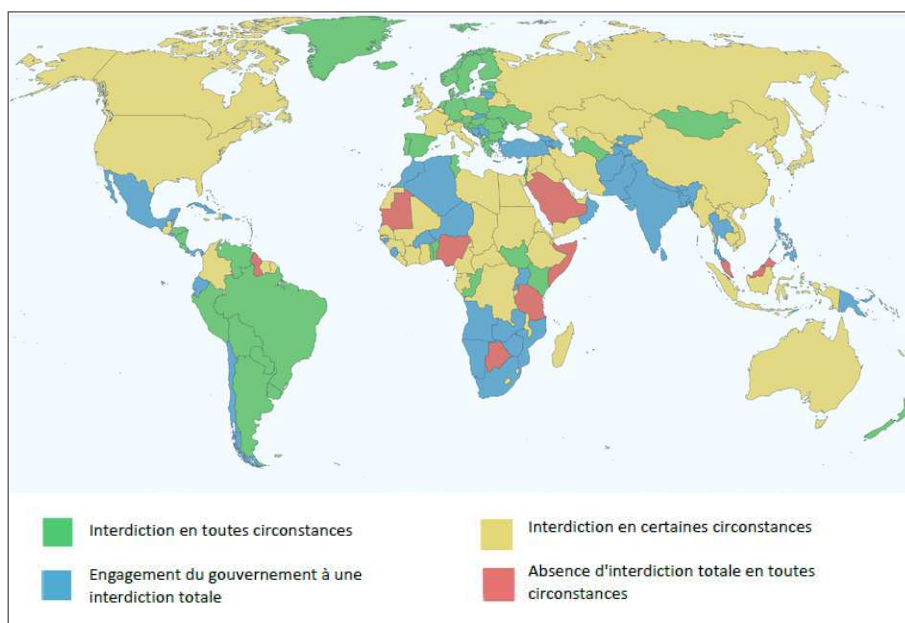 Interdiction en toutes circonstances
Engagement du gouvernement à une
interdiction totale
Interdiction en certaines circonstances
Absence d'interdiction totale en toutes
circonstances